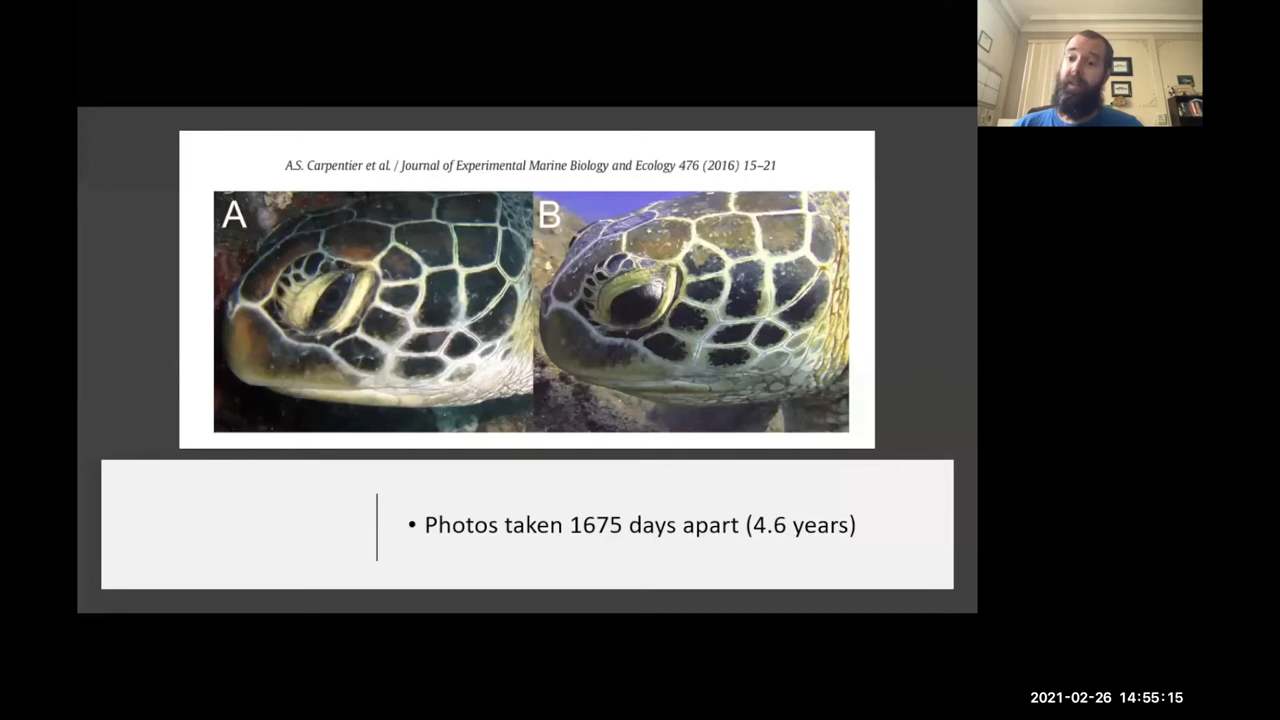 A.S. Carpentier et al. / Journal of Experimental Marine Biology and Ecology 476 (2016) 15–21
A B
• Photos taken 1675 days apart (4.6 years)
2021-02-26 14:55:15